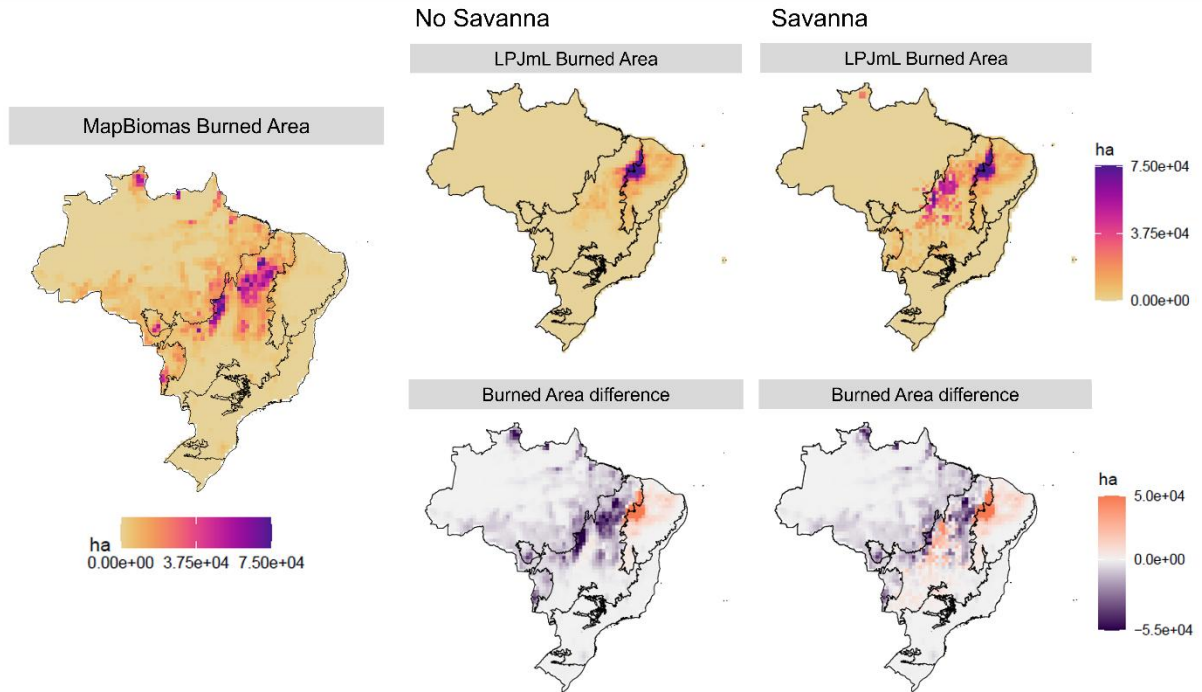 No Savanna
Savanna
LPJmL Burned Area
LPJmL Burned Area
MapBiomas Burned Area
ha
7.50e+04
3.75e+04
0.00e+00
Burned Area difference
Burned Area difference
ha
5.0e+04
0.0e+00
−5.5e+04
ha
0.00e+00 3.75e+04 7.50e+04